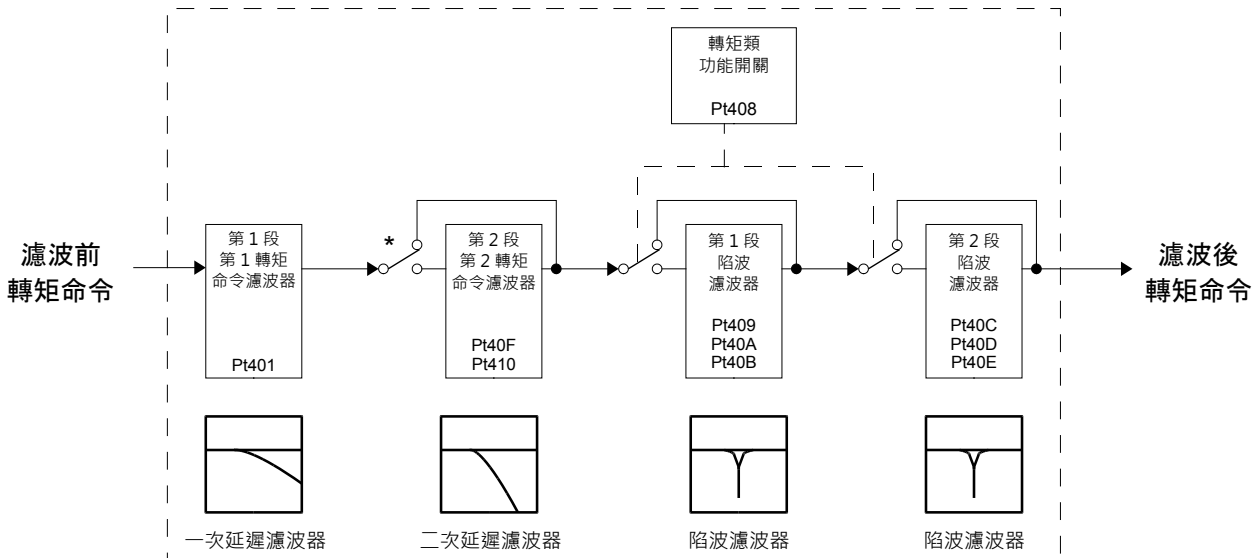 轉矩類
功能開關
Pt408
濾波前
轉矩命令
第 1 段
第 1 轉矩
命令濾波器
Pt401
*
第 2 段
第 2 轉矩
命令濾波器
Pt40F
Pt410
第 1 段
陷波
濾波器
Pt409
Pt40A
Pt40B
第 2 段
陷波
濾波器
Pt40C
Pt40D
Pt40E
濾波後
轉矩命令
一次延遲濾波器
二次延遲濾波器
陷波濾波器
陷波濾波器